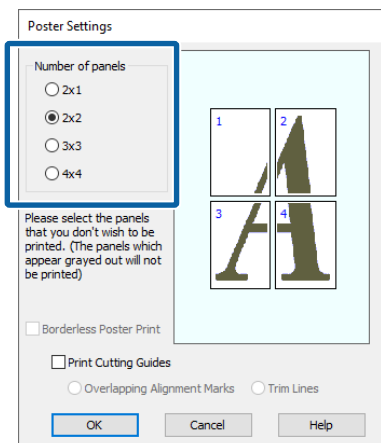 Poster Settings
Number of panels
2x1
2x2
3x3
4x4
1
2
3
4
Please select the panels
that you don't wish to be
printed. (The panels which
appear grayed out will not
be printed)
Borderless Poster Print
Print Cutting Guides
Overlapping Alignment Marks
Trim Lines
OK
Cancel
Help